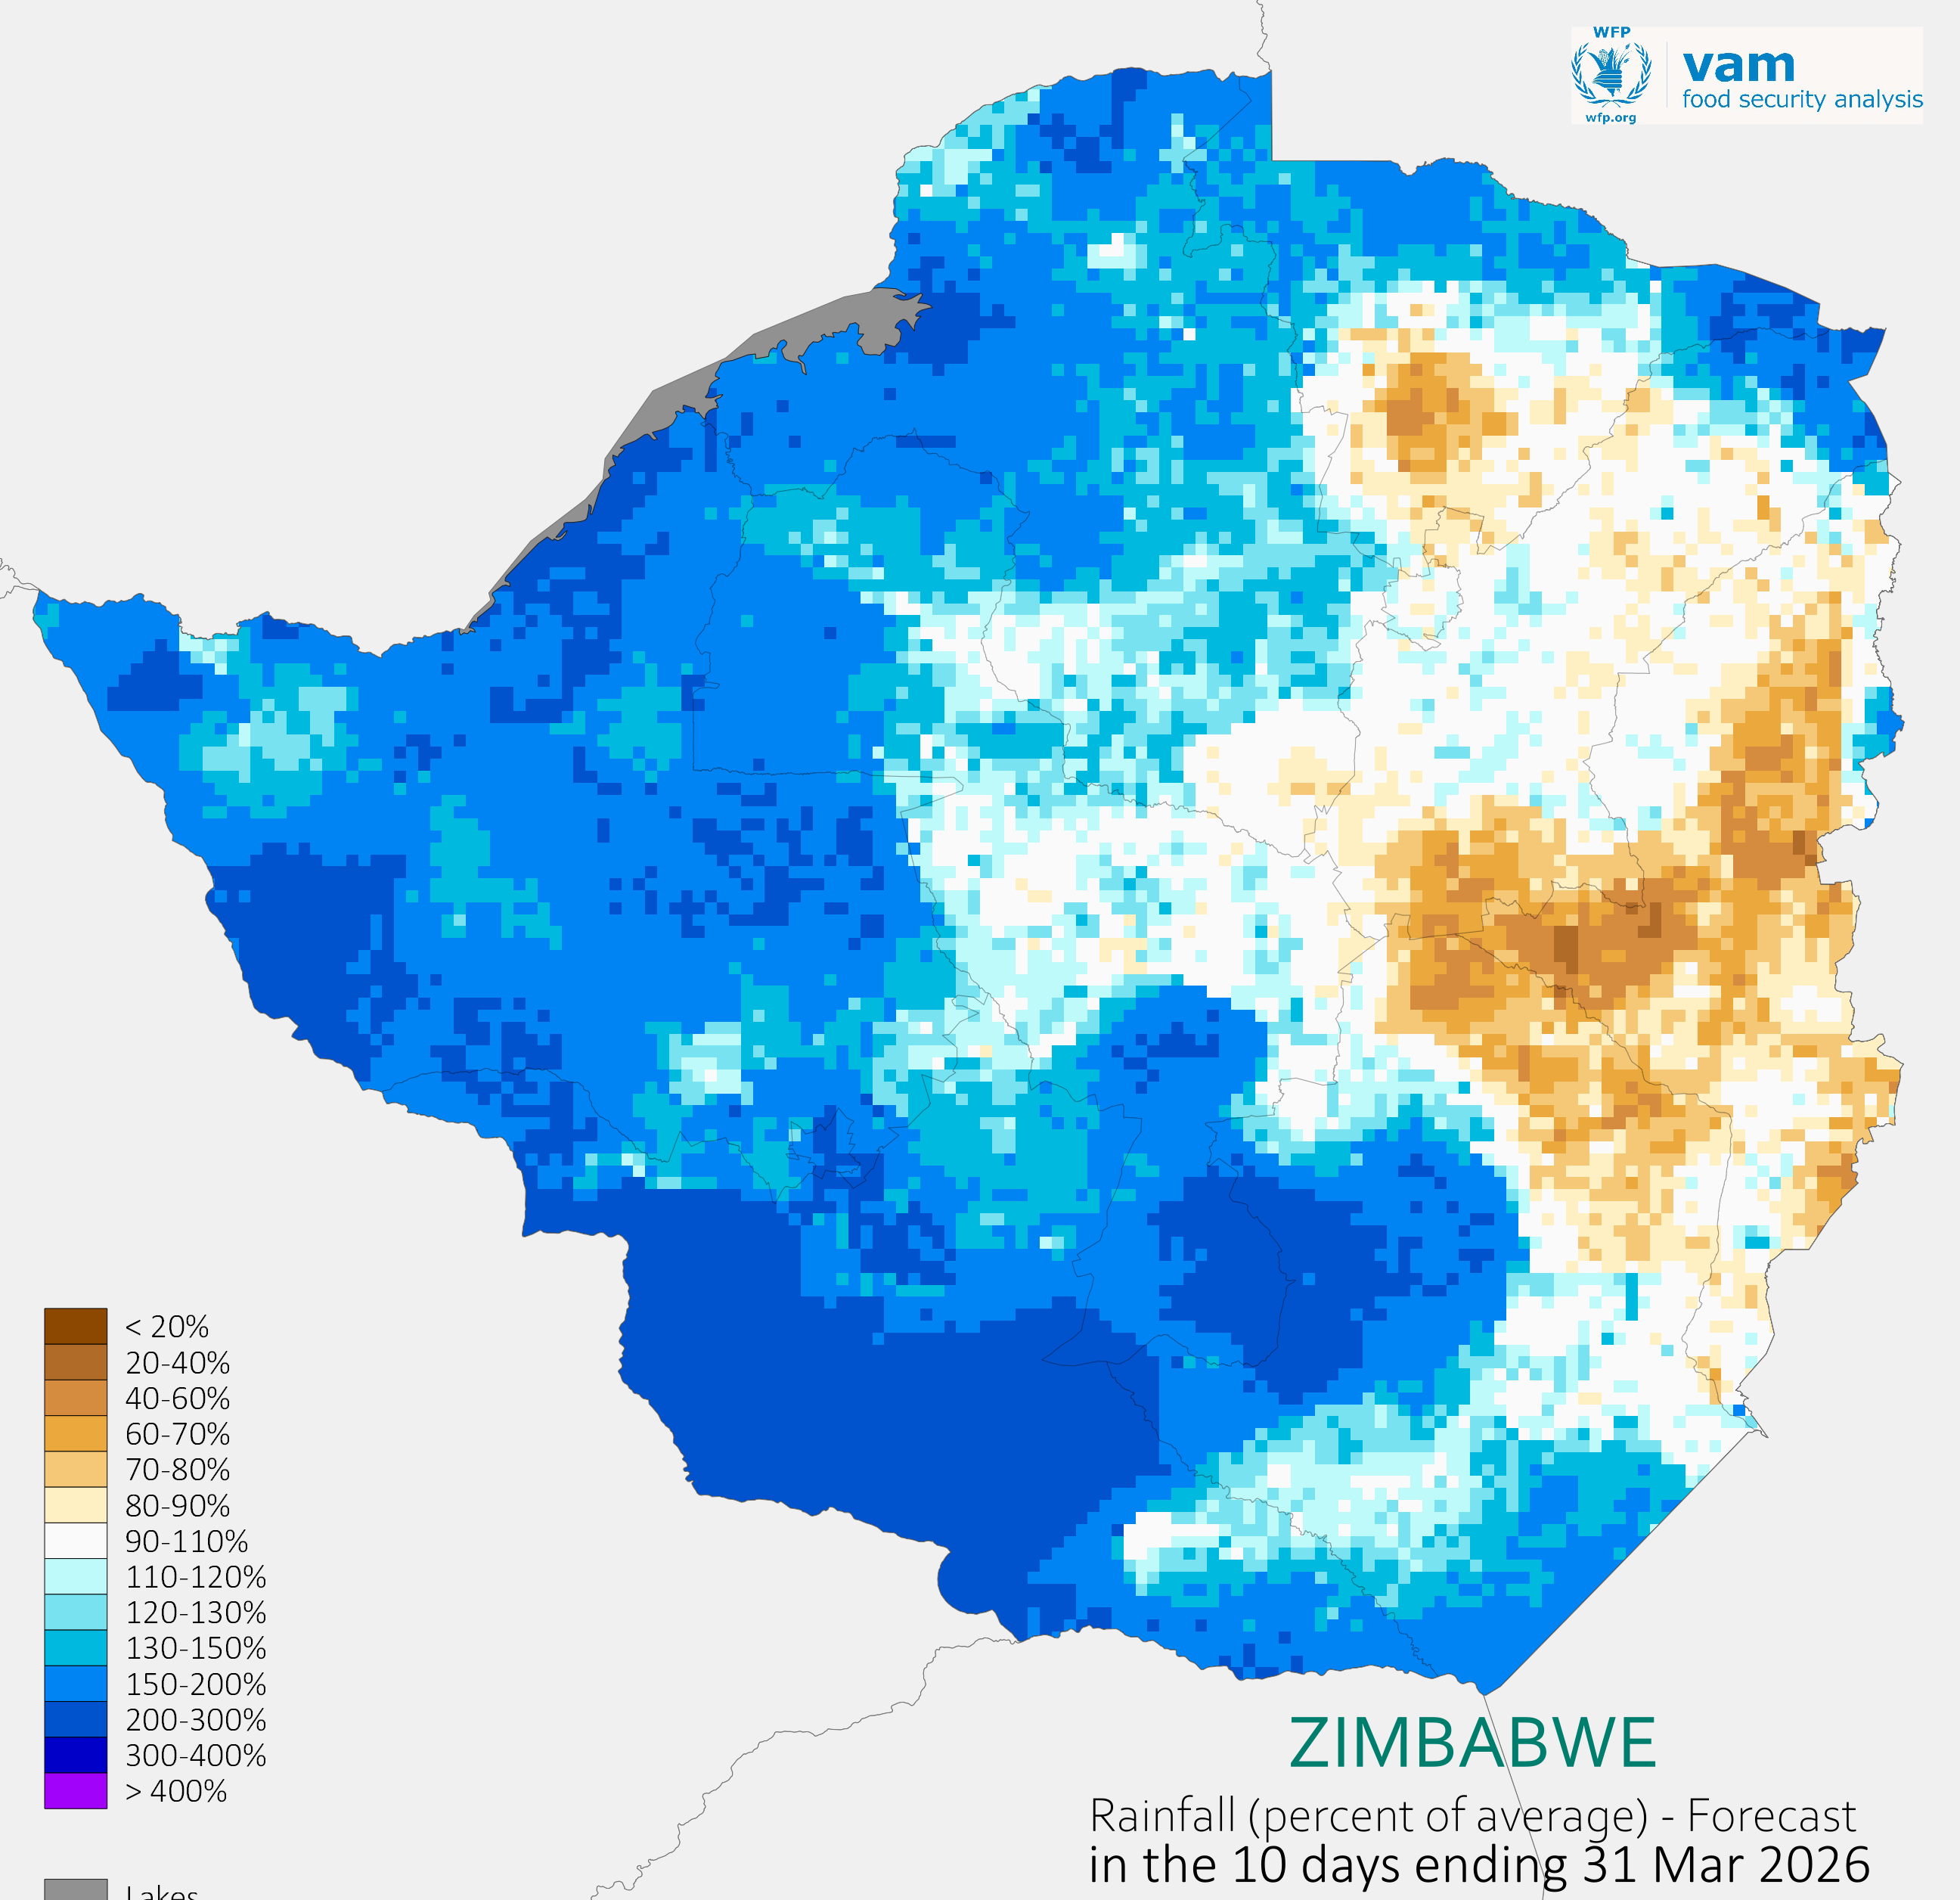 WFP
wfp.org
vam
food security analysis
< 20%
20-40%
40-60%
60-70%
70-80%
80-90%
90-110%
110-120%
120-130%
130-150%
150-200%
200-300%
300-400%
> 400%
Lakes
ZIMBABWE
Rainfall (percent of average) - Forecast
in the 10 days ending 31 Mar 2026